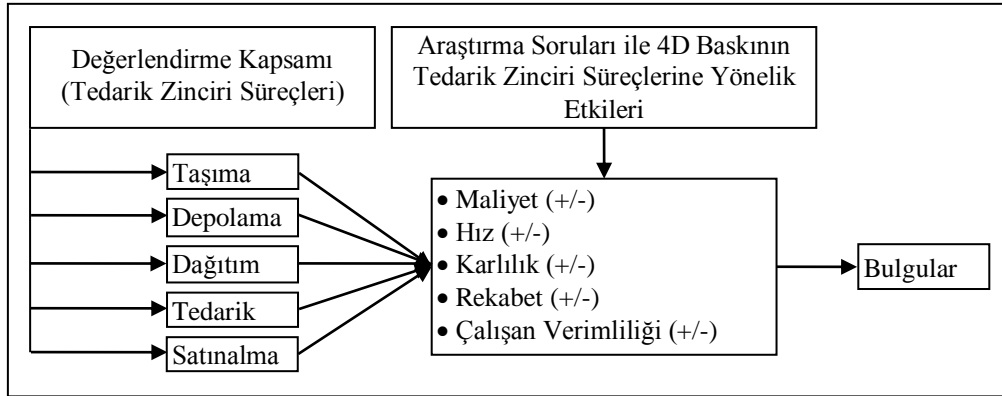 Değerlendirme Kapsamı
(Tedarik Zinciri Süreçleri)
Araştırma Soruları ile 4D Baskının
Tedarik Zinciri Süreçlerine Yönelik
Etkileri
Taşıma
Depolama
Dağıtım
Tedarik
Satınalma
• Maliyet (+/-)
• Hız (+/-)
• Karlılık (+/-)
• Rekabet (+/-)
• Çalışan Verimliliği (+/-)
Bulgular